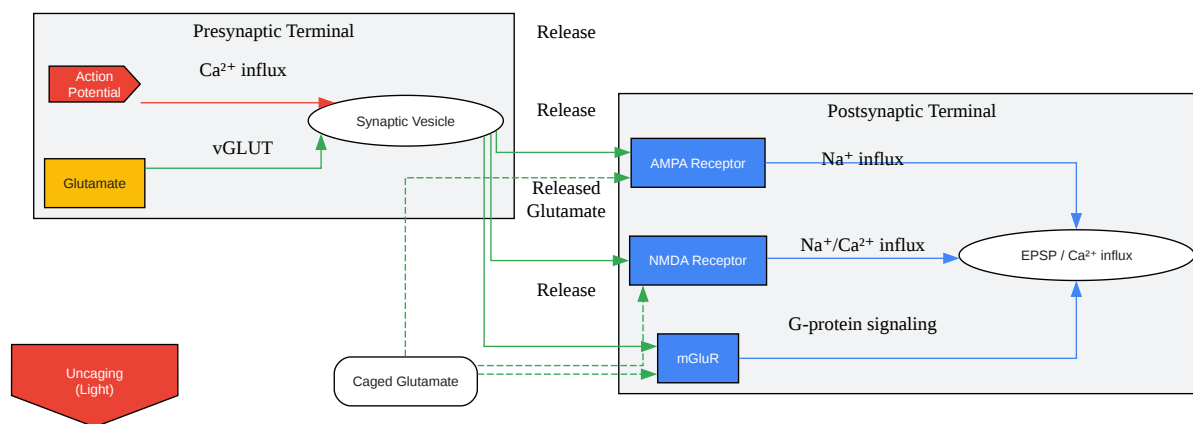 Presynaptic Terminal
Release
Action
Potential
Ca²⁺ influx
Synaptic Vesicle
Release
vGLUT
Glutamate
Postsynaptic Terminal
AMPA Receptor
Na⁺ influx
Released
Glutamate
NMDA Receptor
Na⁺/Ca²⁺ influx
EPSP / Ca²⁺ influx
Release
G-protein signaling
mGluR
Uncaging
(Light)
Caged Glutamate